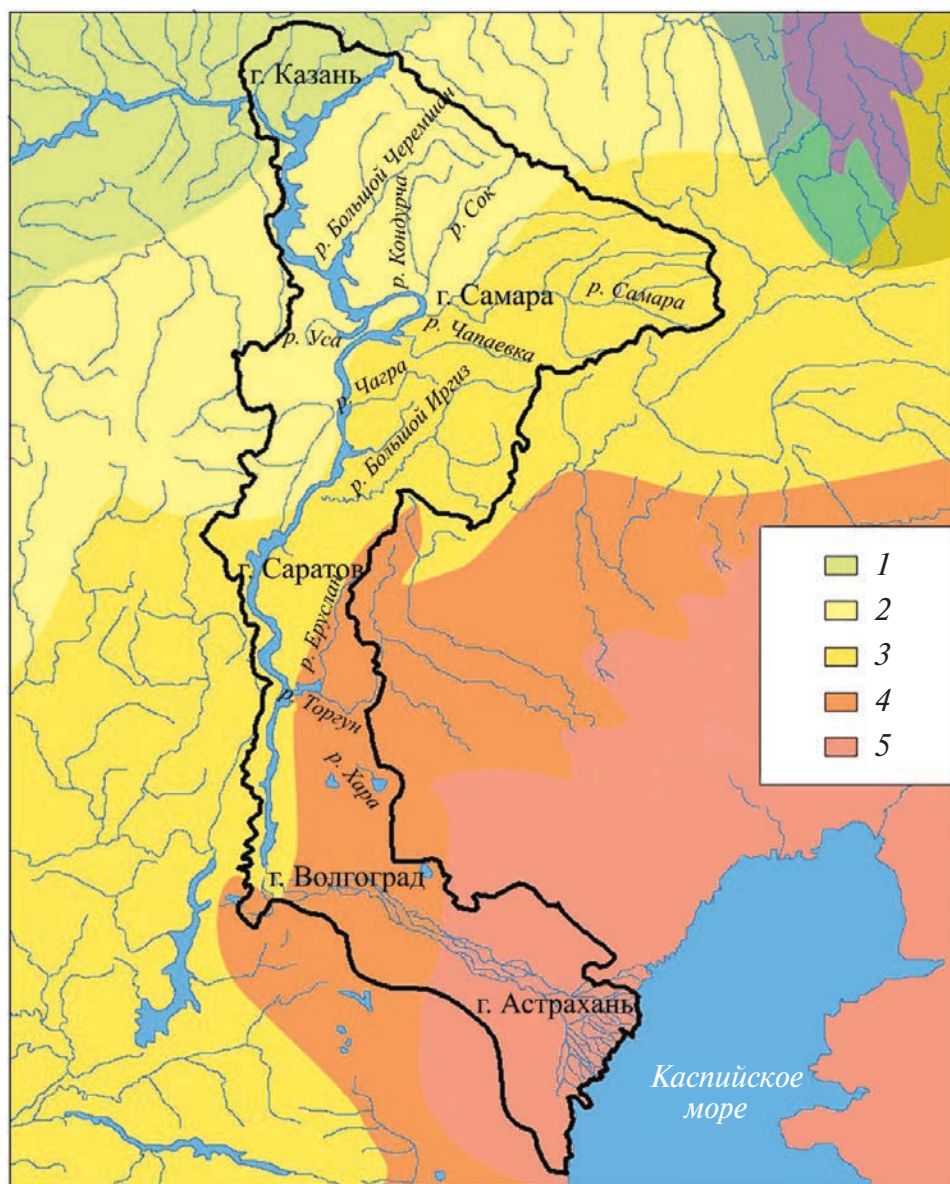 г. Казань
р. Большой Черемшан
р. Кондурча
р. Сок
г. Самара
р. Самара
р. Уса
р. Чапаевка
р. Чагра
р. Большой Иргиз
1
2
г. Саратов
3
р. Еруслан
4
р. Торгун
5
р. Хара
г. Волгоград
г. Астрахань
Каспийское
море